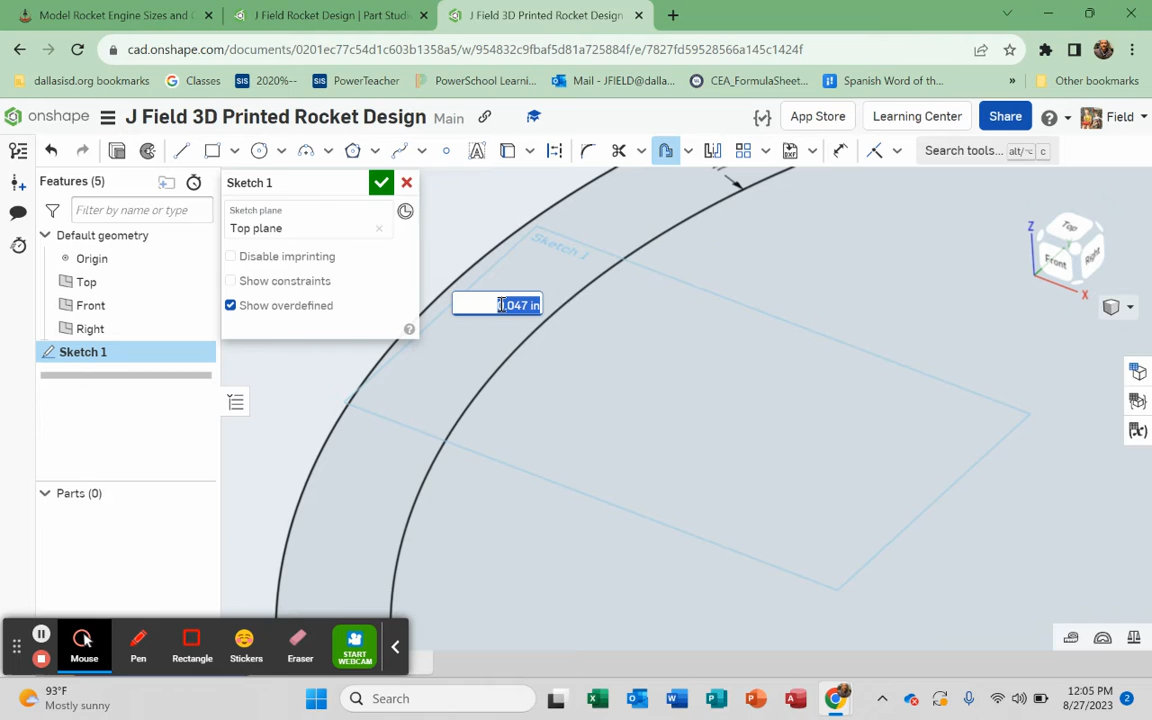 Model Rocket Engine Sizes and
J Field Rocket Design | Part Studi
J Field 3D Printed Rocket Design
cad.onshape.com/documents/0201ec77c54d1c603b1358a5/w/954832c9fbaf5d81a725884f/e/7827fd59528566a145c1424f
dallasisd.org bookmarks
Classes
2020%--
PowerTeacher
PowerSchool Learni...
Mail - JFIELD@dalla...
CEA_FormulaSheet...
Spanish Word of th...
»
Other bookmarks
onshape
J Field 3D Printed Rocket Design
Main
App Store
Learning Center
Share
Field
Search tools...
alt/⌥
c
Features (5)
Filter by name or type
Default geometry
Origin
Top
Front
Right
Sketch 1
Parts (0)
Sketch 1
Sketch plane
Top plane
Disable imprinting
Show constraints
Show overdefined
Sketch 1
0.047 in
Z
Top
Front
Right
X
Mouse
Pen
Rectangle
Stickers
Eraser
START
WEBCAM
93°F
Mostly sunny
Search
12:05 PM
8/27/2023
2